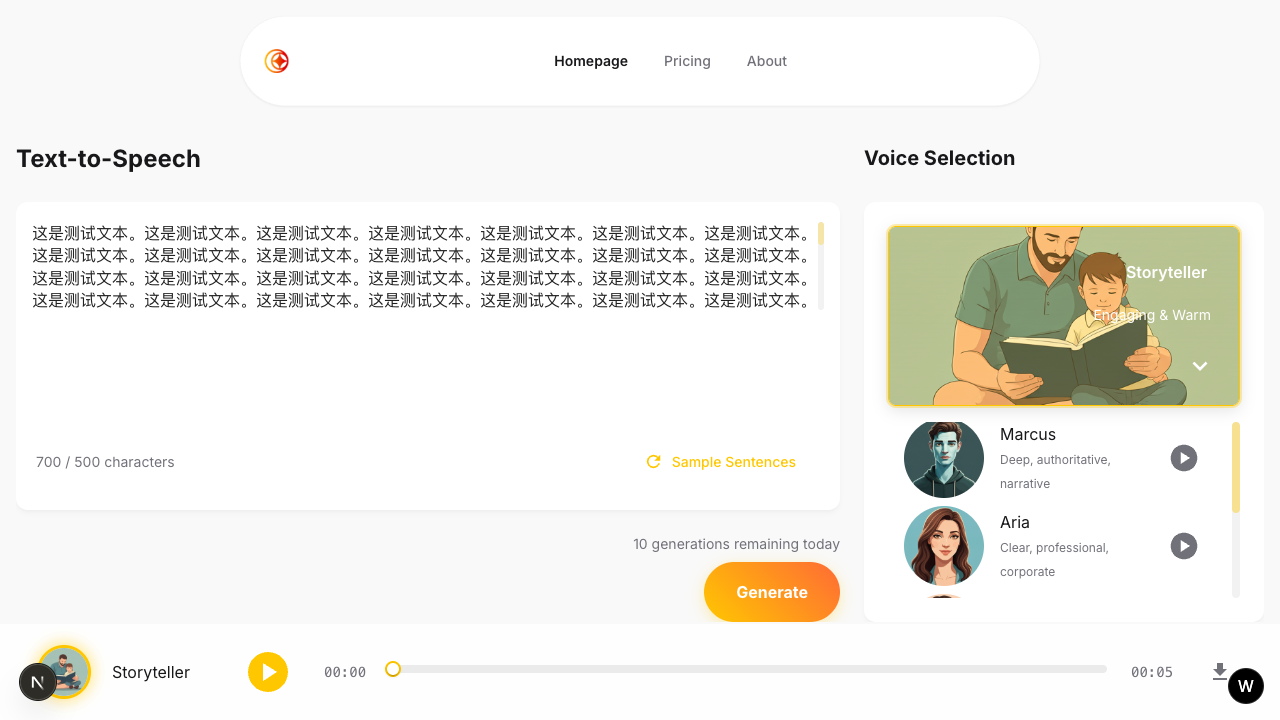 Homepage
Pricing
About
Text-to-Speech
Voice Selection
这是测试文本。这是测试文本。这是测试文本。这是测试文本。这是测试文本。这是测试文本。这是测试文本。
这是测试文本。这是测试文本。这是测试文本。这是测试文本。这是测试文本。这是测试文本。这是测试文本。
这是测试文本。这是测试文本。这是测试文本。这是测试文本。这是测试文本。这是测试文本。这是测试文本。
这是测试文本。这是测试文本。这是测试文本。这是测试文本。这是测试文本。这是测试文本。这是测试文本。
700 / 500 characters
Sample Sentences
10 generations remaining today
Generate
Storyteller
Engaging & Warm
Marcus
Deep, authoritative,
narrative
Aria
Clear, professional,
corporate
N
Storyteller
00:00
00:05
W